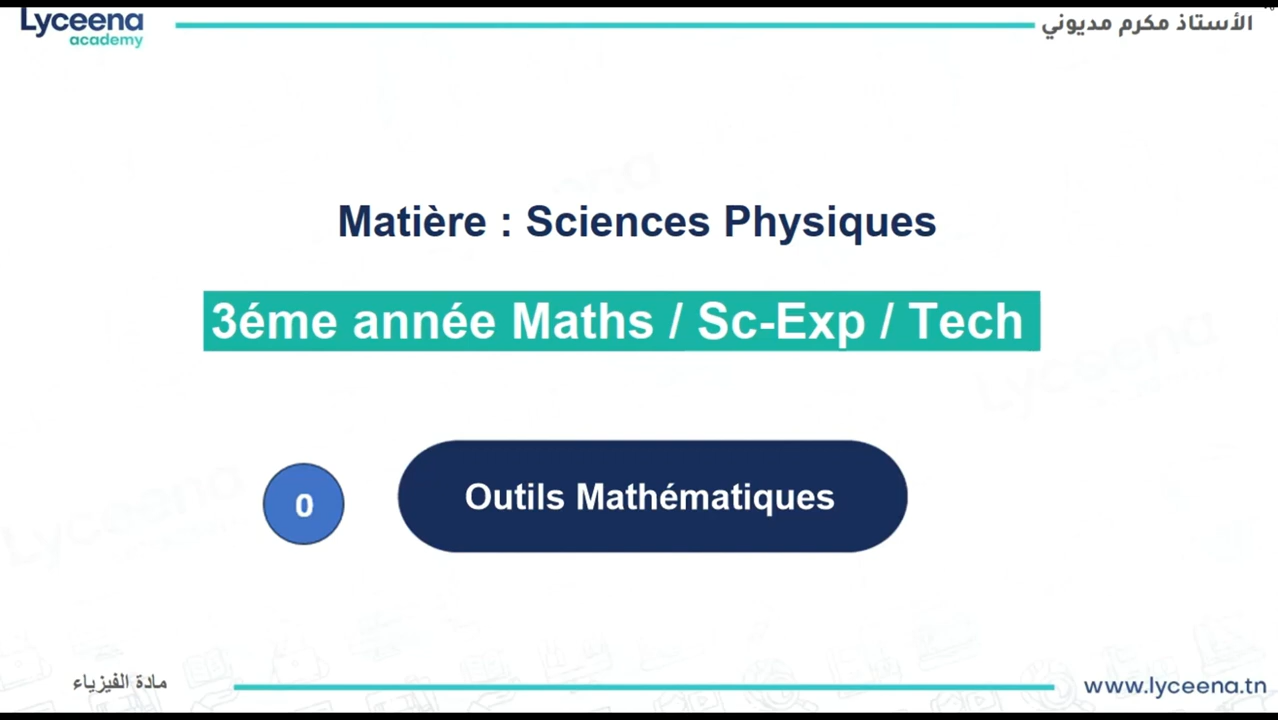 Lyceena
academy
الأستاذ مكرم مديوني
Matière : Sciences Physiques
3éme année Maths / Sc-Exp / Tech
0
Outils Mathématiques
مادة الفيزياء
www.lyceena.tn